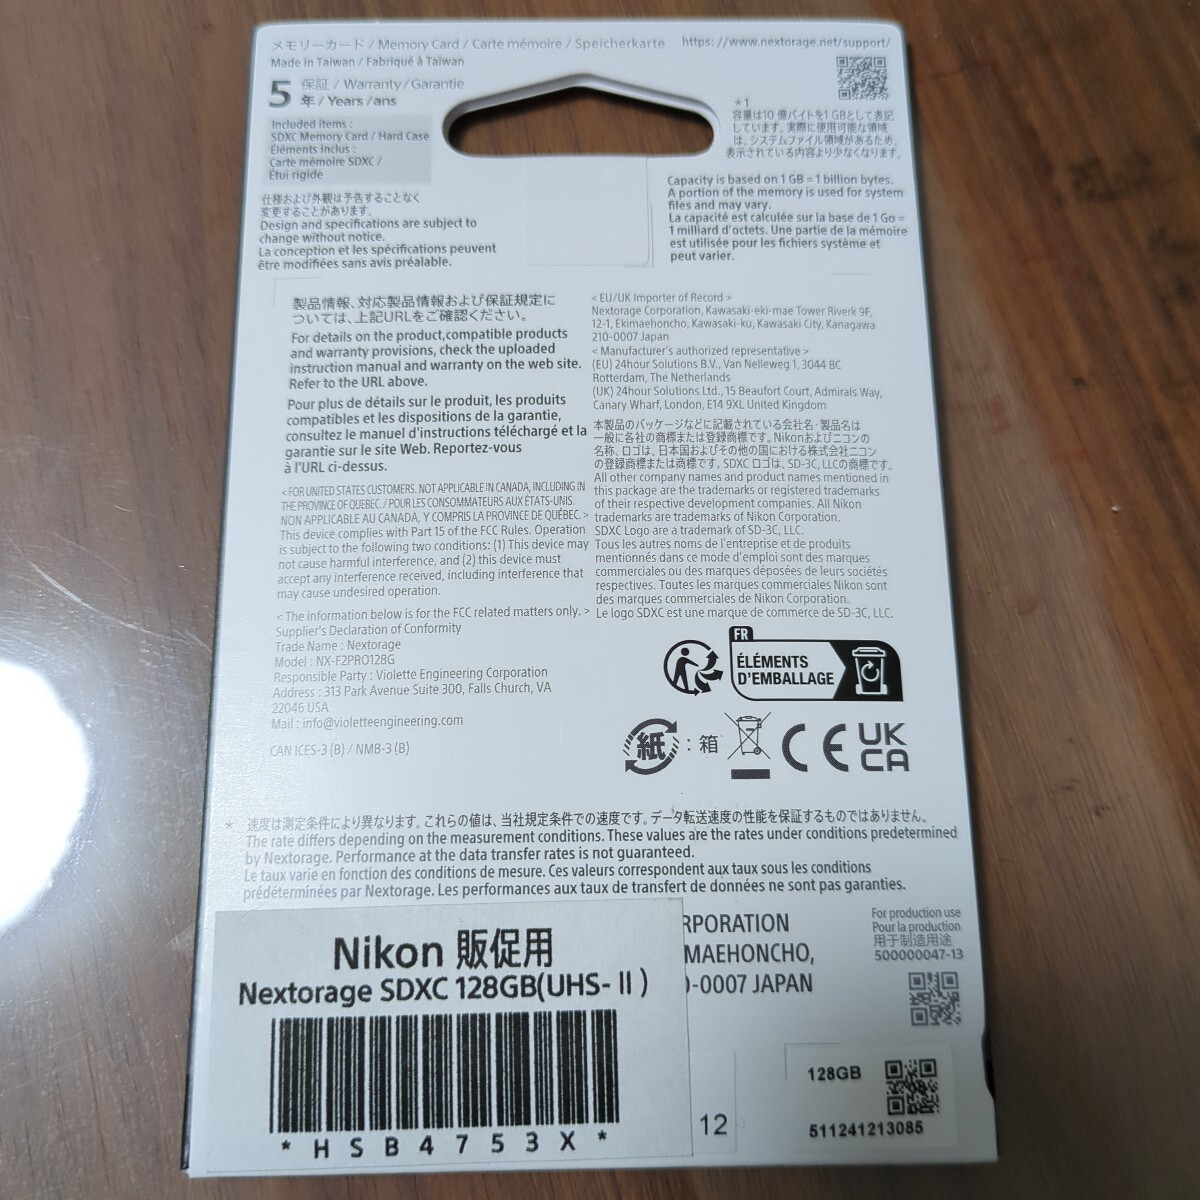 メモリーカード / Memory Card / Carte mémoire / Speicherkarte
https://www.nextorage.net/support/
Made in Taiwan / Fabriqué à Taïwan
5 保証 / Warranty / Garantie
年 / Years /ans
Included items :
SDXC Memory Card / Hard Case
Éléments inclus :
Carte mémoire SDXC /
Étui rigide
*1
容量は10 億バイトを1 GBとして表記
しています。実際に使用可能な領域
は、システムファイル領域があるため、
表示されている内容より少なくなります。
Capacity is based on 1 GB = 1 billion bytes.
A portion of the memory is used for system
files and may vary.
La capacité est calculée sur la base de 1 Go =
1 milliard d'octets. Une partie de la mémoire
est utilisée pour les fichiers système et
peut varier.
仕様および外観は予告することなく
変更することがあります。
Design and specifications are subject to
change without notice.
La conception et les spécifications peuvent
être modifiées sans avis préalable.
製品情報、対応製品情報および保証規定に
ついては、上記URLをご確認ください。
For details on the product,compatible products
and warranty provisions, check the uploaded
instruction manual and warranty on the web site.
Refer to the URL above.
Pour plus de détails sur le produit, les produits
compatibles et les dispositions de la garantie,
consultez le manuel d'instructions téléchargé et la
garantie sur le site Web. Reportez-vous
à l'URL ci-dessus.
< FOR UNITED STATES CUSTOMERS. NOT APPLICABLE IN CANADA, INCLUDING IN
THE PROVINCE OF QUEBEC. / POUR LES CONSOMMATEURS AUX ÉTATS-UNIS.
NON APPLICABLE AU CANADA, Y COMPRIS LA PROVINCE DE QUÉBEC. >
This device complies with Part 15 of the FCC Rules. Operation
is subject to the following two conditions: (1) This device may
not cause harmful interference, and (2) this device must
accept any interference received, including interference that
may cause undesired operation.
< The information below is for the FCC related matters only. >
Supplier's Declaration of Conformity
Trade Name : Nextorage
Model : NX-F2PRO128G
Responsible Party : Violette Engineering Corporation
Address : 313 Park Avenue Suite 300, Falls Church, VA
22046 USA
Mail : info@violetteengineering.com
CAN ICES-3 (B) / NMB-3 (B)
< EU/UK Importer of Record >
Nextorage Corporation, Kawasaki-eki-mae Tower Riverk 9F,
12-1, Ekimaehoncho, Kawasaki-ku, Kawasaki City, Kanagawa
210-0007 Japan
< Manufacturer's authorized representative >
(EU) 24hour Solutions B.V., Van Nelleweg 1, 3044 BC
Rotterdam, The Netherlands
(UK) 24hour Solutions Ltd., 15 Beaufort Court, Admirals Way,
Canary Wharf, London, E14 9XL United Kingdom
本製品のパッケージなどに記載されている会社名・製品名は
一般に各社の商標または登録商標です。Nikonおよびニコンの
名称、ロゴは、日本国およびその他の国における株式会社ニコン
の登録商標または商標です。SDXC ロゴは、SD-3C, LLCの商標です。
All other company names and product names mentioned in
this package are the trademarks or registered trademarks
of their respective development companies. All Nikon
trademarks are trademarks of Nikon Corporation.
SDXC Logo are a trademark of SD-3C, LLC.
Tous les autres noms de l'entreprise et de produits
mentionnés dans ce mode d'emploi sont des marques
commerciales ou des marques déposées de leurs sociétés
respectives. Toutes les marques commerciales Nikon sont
des marques commerciales de Nikon Corporation.
Le logo SDXC est une marque de commerce de SD-3C, LLC.
FR
ÉLÉMENTS
D'EMBALLAGE
紙 : 箱
CE
UK
CA
* 速度は測定条件により異なります。これらの値は、当社規定条件での速度です。データ転送速度の性能を保証するものではありません。
The rate differs depending on the measurement conditions. These values are the rates under conditions predetermined
by Nextorage. Performance at the data transfer rates is not guaranteed.
Le taux varie en fonction des conditions de mesure. Ces valeurs correspondent aux taux sous les conditions
prédéterminées par Nextorage. Les performances aux taux de transfert de données ne sont pas garanties.
Nikon 販促用
Nextorage SDXC 128GB(UHS-Ⅱ)
*HSB4753X*
RPORATION
MAEHONCHO,
-0007 JAPAN
For production use
Pour la production
用于制造用途
500000047-13
12
128GB
511241213085